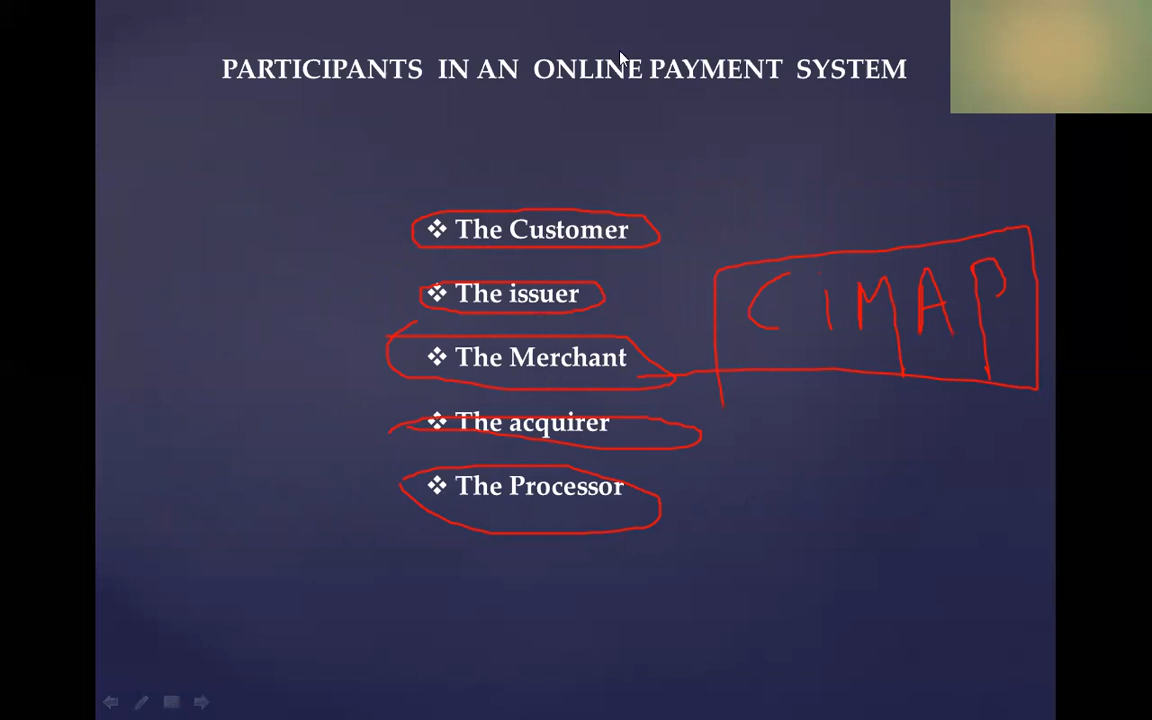 PARTICIPANTS IN AN ONLINE PAYMENT SYSTEM
❖ The Customer
❖ The issuer
❖ The Merchant
❖ The acquirer
❖ The Processor
CiMAP